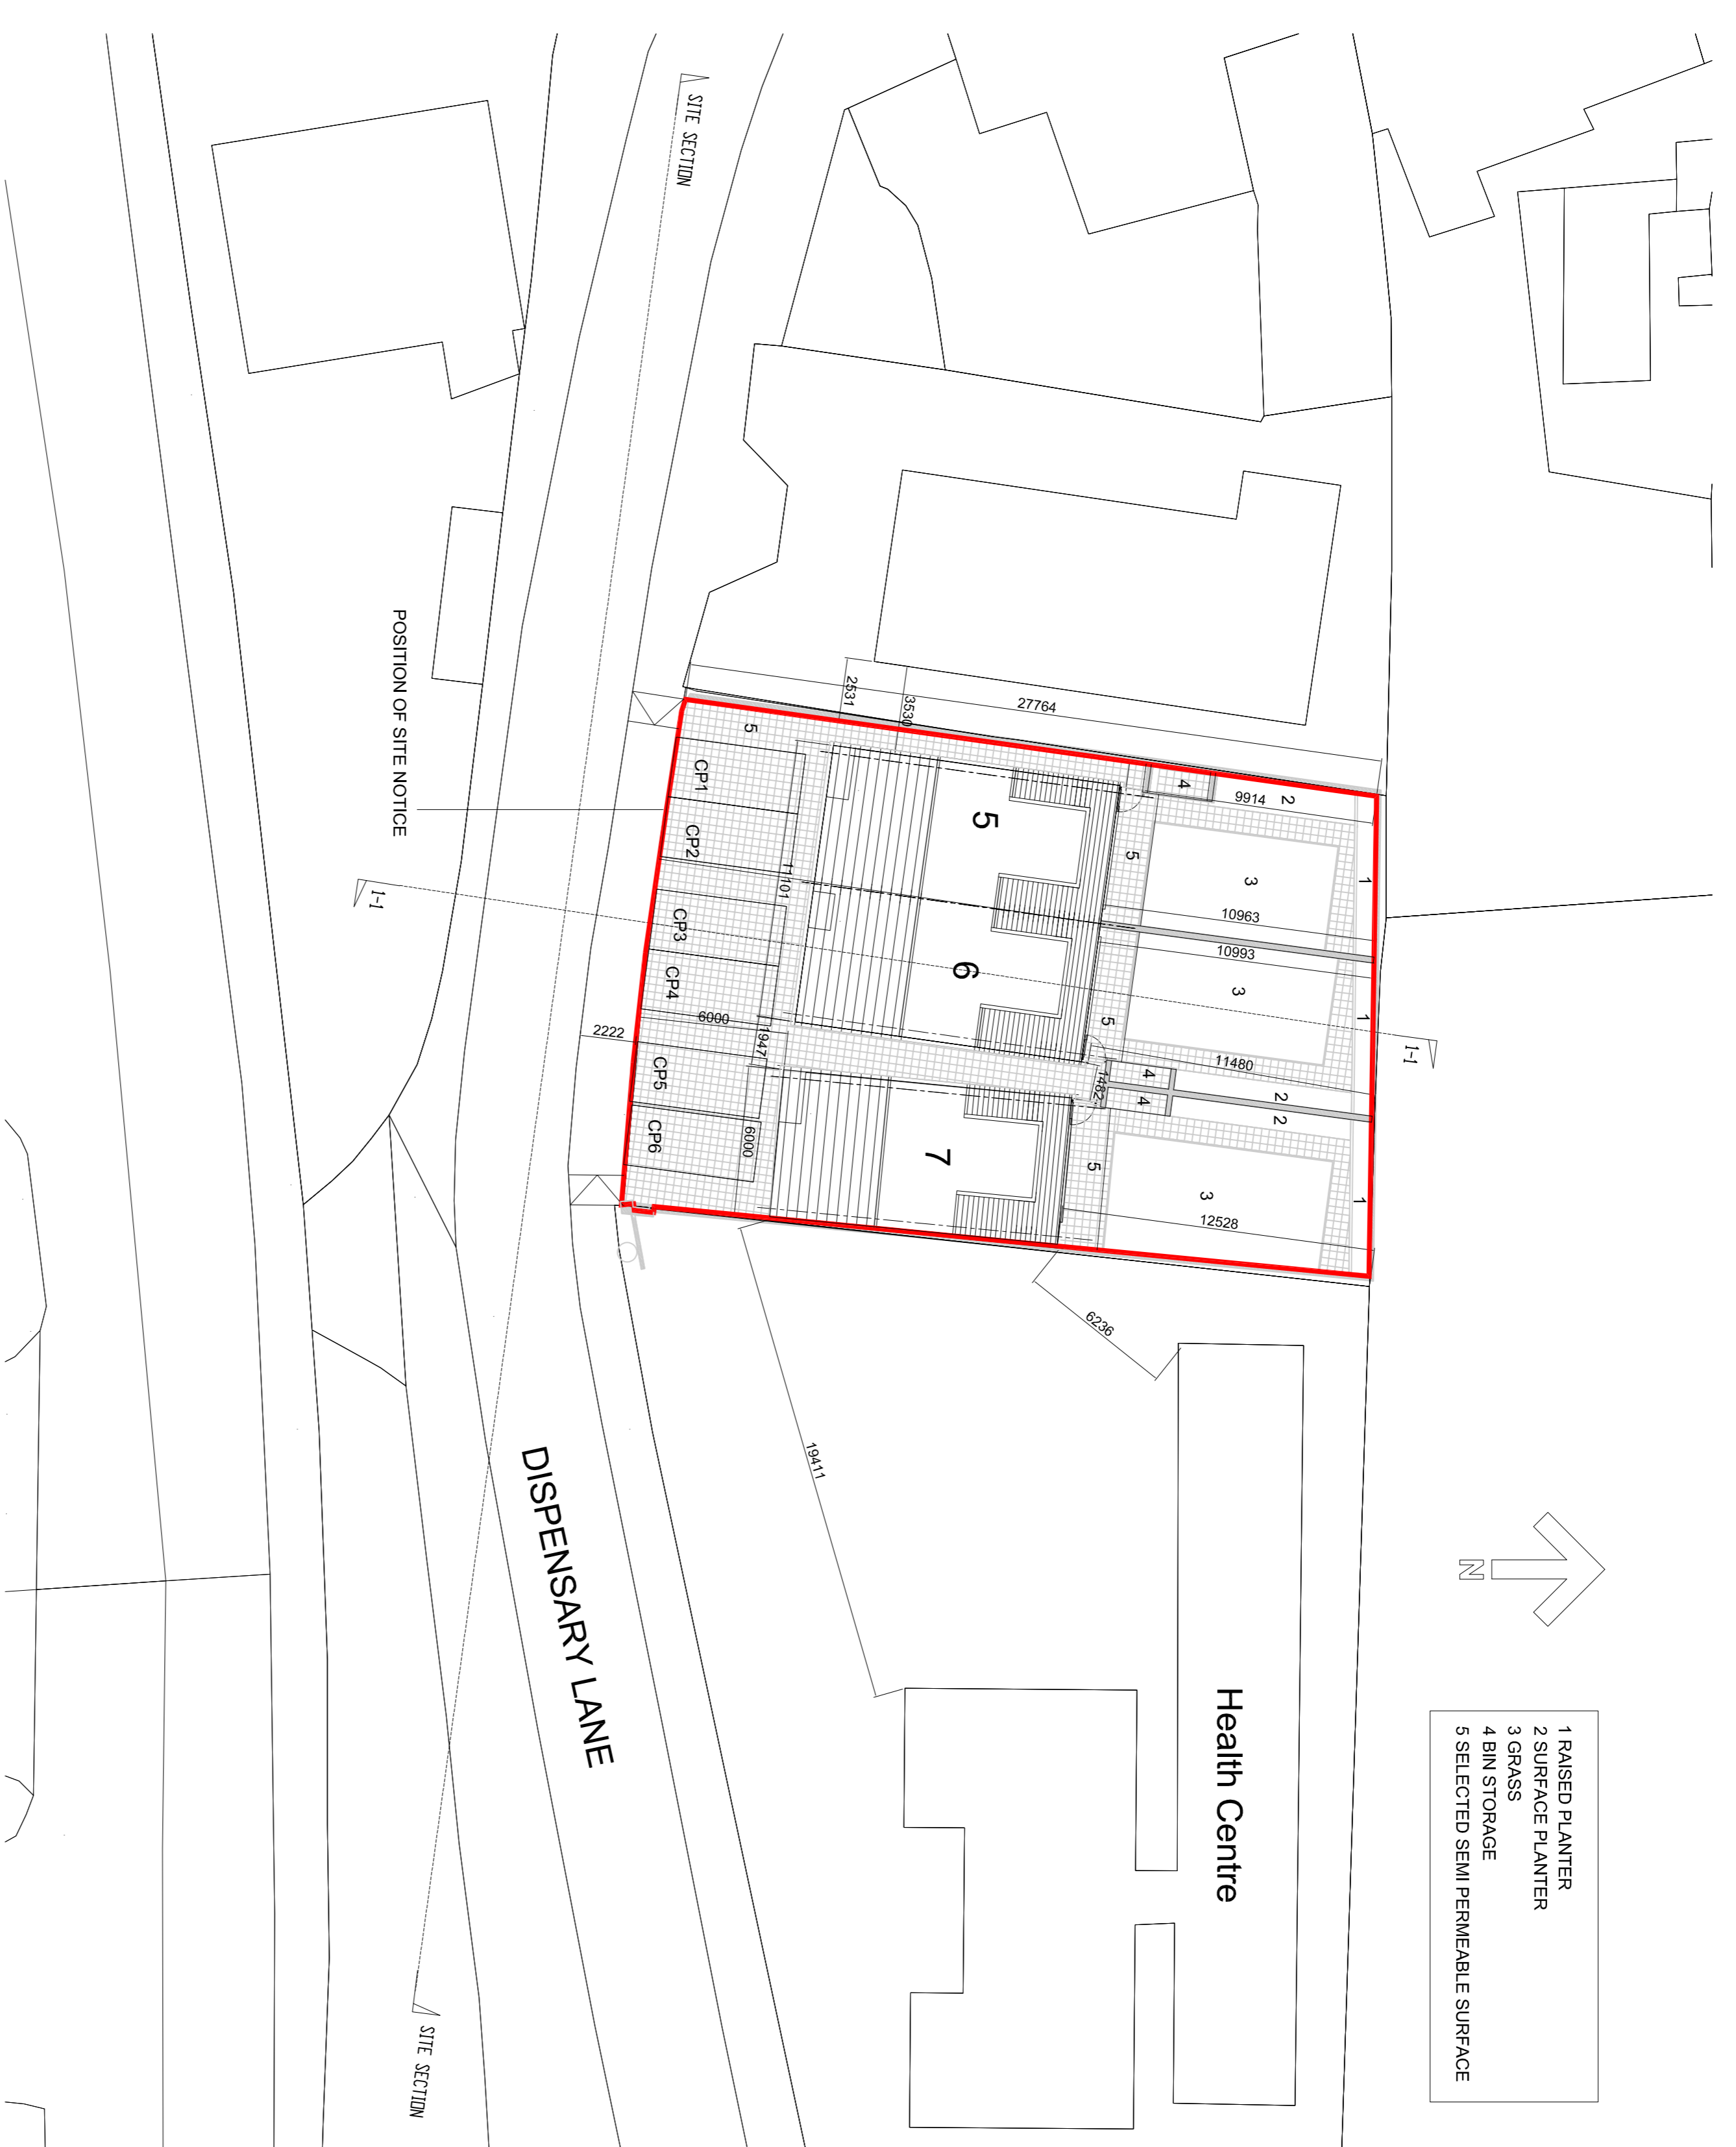 SITE SECTION
POSITION OF SITE NOTICE
1-1
1-1
2531
3530
27764
9914
10963
10993
11480
12528
11101
6000
1947
1482
2222
6000
6236
19411
5
CP1
CP2
CP3
CP4
CP5
CP6
5
6
7
4
2
1
5
3
3
1
5
4
4
2
2
5
3
1
DISPENSARY LANE
Health Centre
SITE SECTION
N
1 RAISED PLANTER
2 SURFACE PLANTER
3 GRASS
4 BIN STORAGE
5 SELECTED SEMI PERMEABLE SURFACE